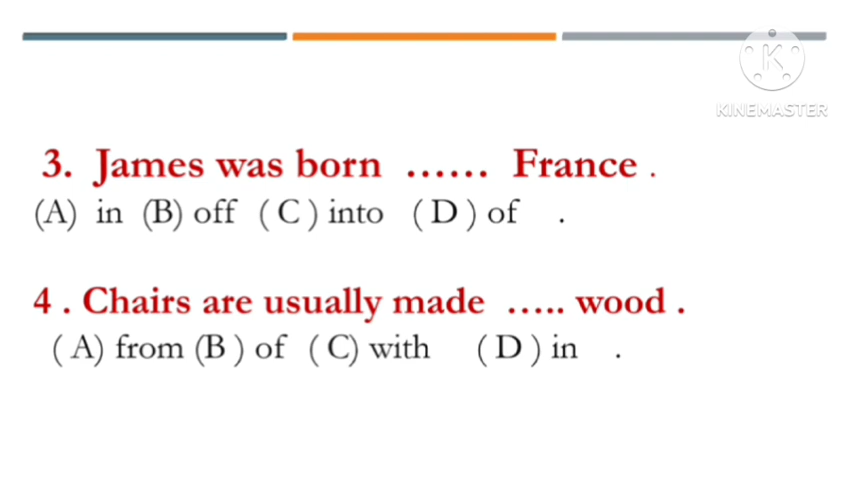 KINEMASTER
3. James was born ...... France .
(A) in (B) off ( C ) into ( D ) of .
4 . Chairs are usually made ..... wood .
( A) from (B ) of ( C) with ( D ) in .